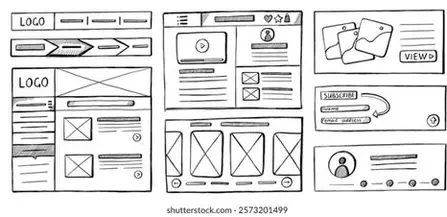 LOGO
LOGO
VIEW
SUBSCRIBE
name
email address
shutterstock.com · 2573201499